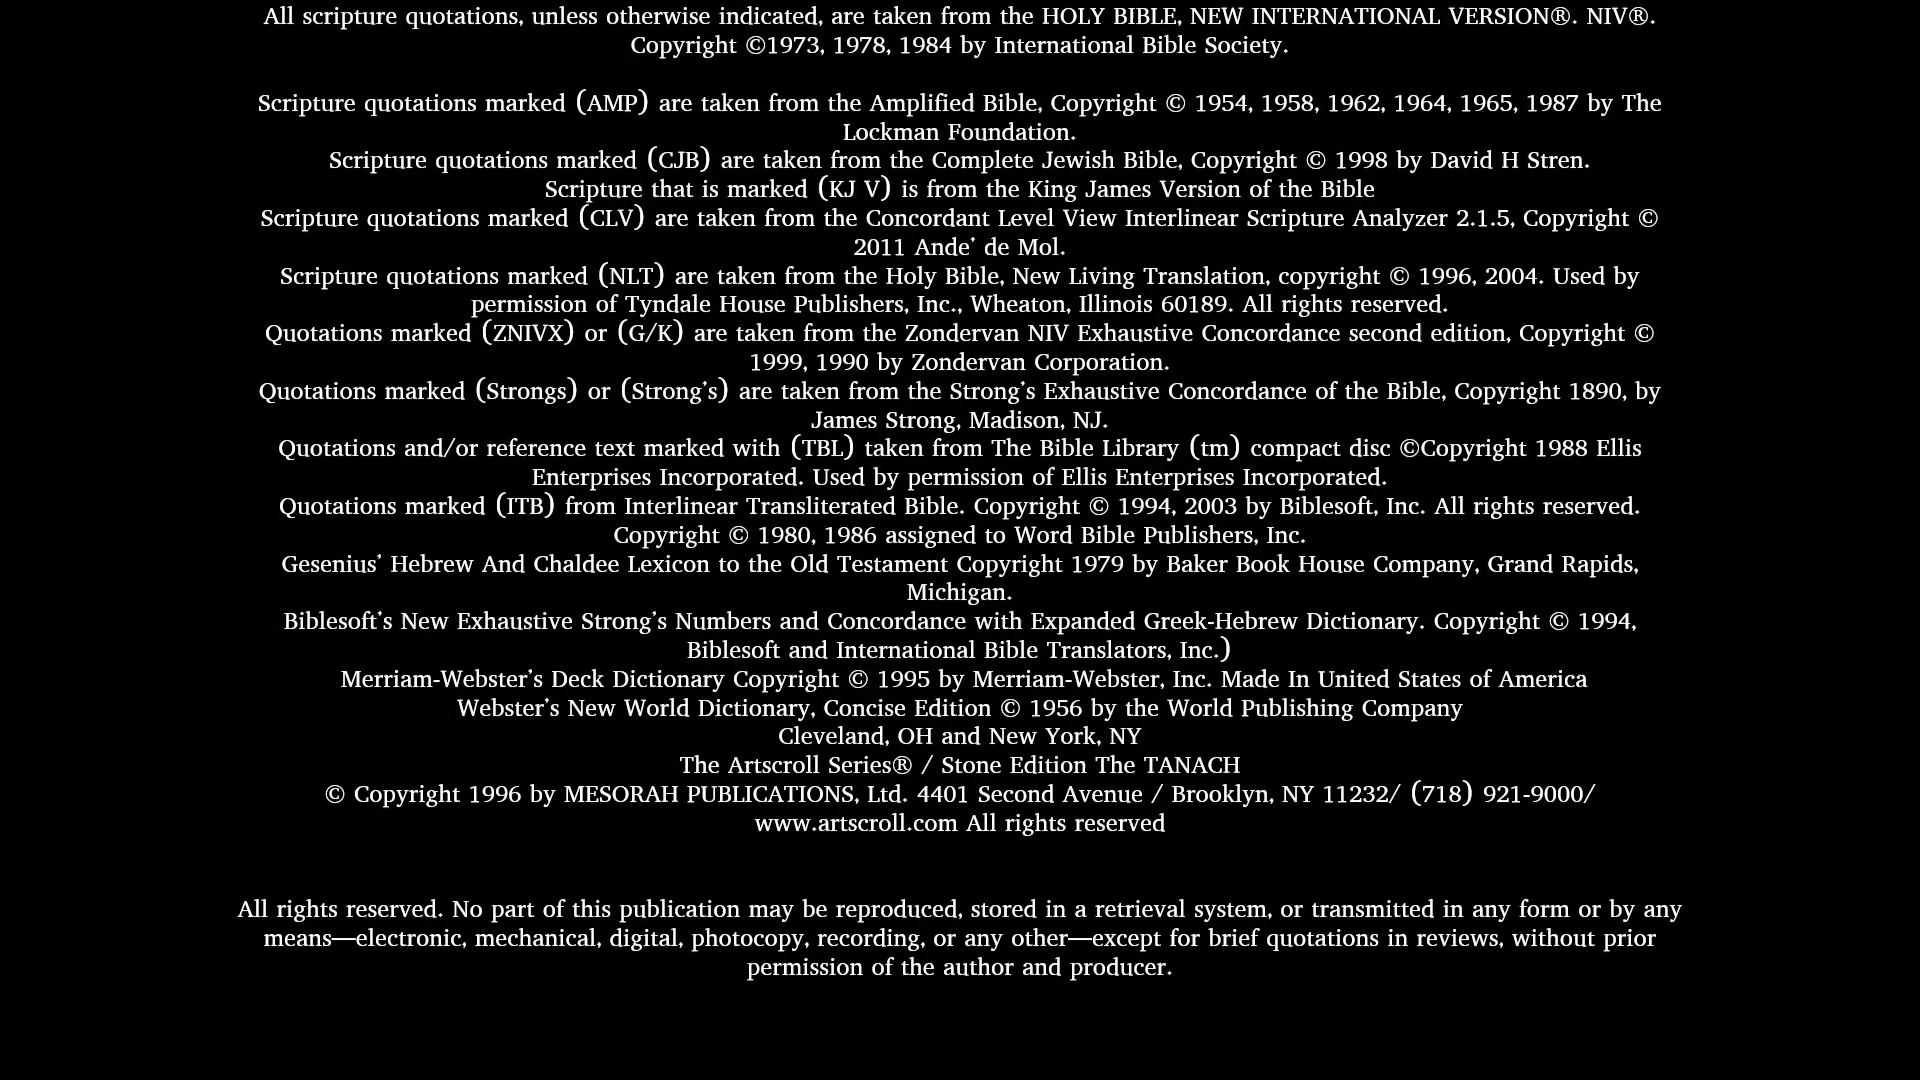 All scripture quotations, unless otherwise indicated, are taken from the HOLY BIBLE, NEW INTERNATIONAL VERSION®. NIV®.
Copyright ©1973, 1978, 1984 by International Bible Society.
Scripture quotations marked (AMP) are taken from the Amplified Bible, Copyright © 1954, 1958, 1962, 1964, 1965, 1987 by The
Lockman Foundation.
Scripture quotations marked (CJB) are taken from the Complete Jewish Bible, Copyright © 1998 by David H Stren.
Scripture that is marked (KJ V) is from the King James Version of the Bible
Scripture quotations marked (CLV) are taken from the Concordant Level View Interlinear Scripture Analyzer 2.1.5, Copyright ©
2011 Ande’ de Mol.
Scripture quotations marked (NLT) are taken from the Holy Bible, New Living Translation, copyright © 1996, 2004. Used by
permission of Tyndale House Publishers, Inc., Wheaton, Illinois 60189. All rights reserved.
Quotations marked (ZNIVX) or (G/K) are taken from the Zondervan NIV Exhaustive Concordance second edition, Copyright ©
1999, 1990 by Zondervan Corporation.
Quotations marked (Strongs) or (Strong’s) are taken from the Strong’s Exhaustive Concordance of the Bible, Copyright 1890, by
James Strong, Madison, NJ.
Quotations and/or reference text marked with (TBL) taken from The Bible Library (tm) compact disc ©Copyright 1988 Ellis
Enterprises Incorporated. Used by permission of Ellis Enterprises Incorporated.
Quotations marked (ITB) from Interlinear Transliterated Bible. Copyright © 1994, 2003 by Biblesoft, Inc. All rights reserved.
Copyright © 1980, 1986 assigned to Word Bible Publishers, Inc.
Gesenius’ Hebrew And Chaldee Lexicon to the Old Testament Copyright 1979 by Baker Book House Company, Grand Rapids,
Michigan.
Biblesoft’s New Exhaustive Strong’s Numbers and Concordance with Expanded Greek-Hebrew Dictionary. Copyright © 1994,
Biblesoft and International Bible Translators, Inc.)
Merriam-Webster’s Deck Dictionary Copyright © 1995 by Merriam-Webster, Inc. Made In United States of America
Webster’s New World Dictionary, Concise Edition © 1956 by the World Publishing Company
Cleveland, OH and New York, NY
The Artscroll Series® / Stone Edition The TANACH
© Copyright 1996 by MESORAH PUBLICATIONS, Ltd. 4401 Second Avenue / Brooklyn, NY 11232/ (718) 921-9000/
www.artscroll.com All rights reserved
All rights reserved. No part of this publication may be reproduced, stored in a retrieval system, or transmitted in any form or by any
means—electronic, mechanical, digital, photocopy, recording, or any other—except for brief quotations in reviews, without prior
permission of the author and producer.